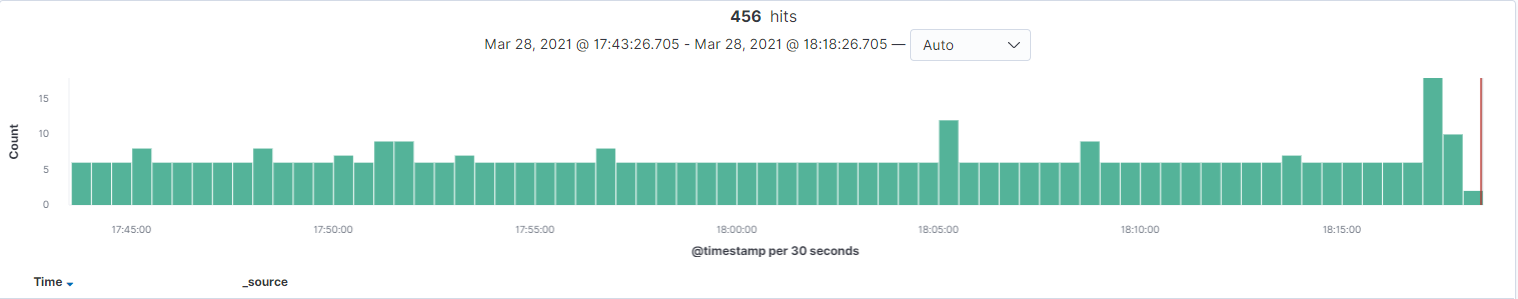 456 hits
Mar 28, 2021 @ 17:43:26.705 - Mar 28, 2021 @ 18:18:26.705 — Auto
Count
15
10
5
0
17:45:00 17:50:00 17:55:00 18:00:00 18:05:00 18:10:00 18:15:00
@timestamp per 30 seconds
Time _source